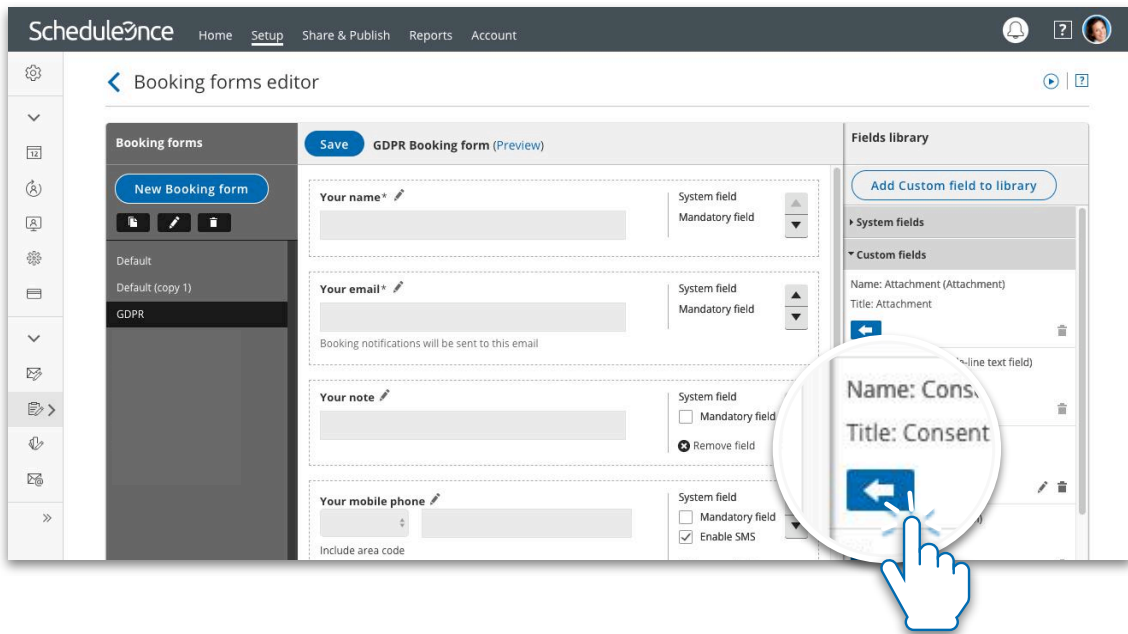 ScheduleOnce Home Setup Share & Publish Reports Account ?
Booking forms editor ?
Booking forms
New Booking form
Default
Default (copy 1)
GDPR
12
Save GDPR Booking form (Preview)
Your name*
System field
Mandatory field
Your email*
System field
Mandatory field
Booking notifications will be sent to this email
Your note
System field
Mandatory field
Remove field
Your mobile phone
System field
Mandatory field
Enable SMS
Include area code
Fields library
Add Custom field to library
System fields
Custom fields
Name: Attachment (Attachment)
Title: Attachment
text field)
Name:
Title: Consent